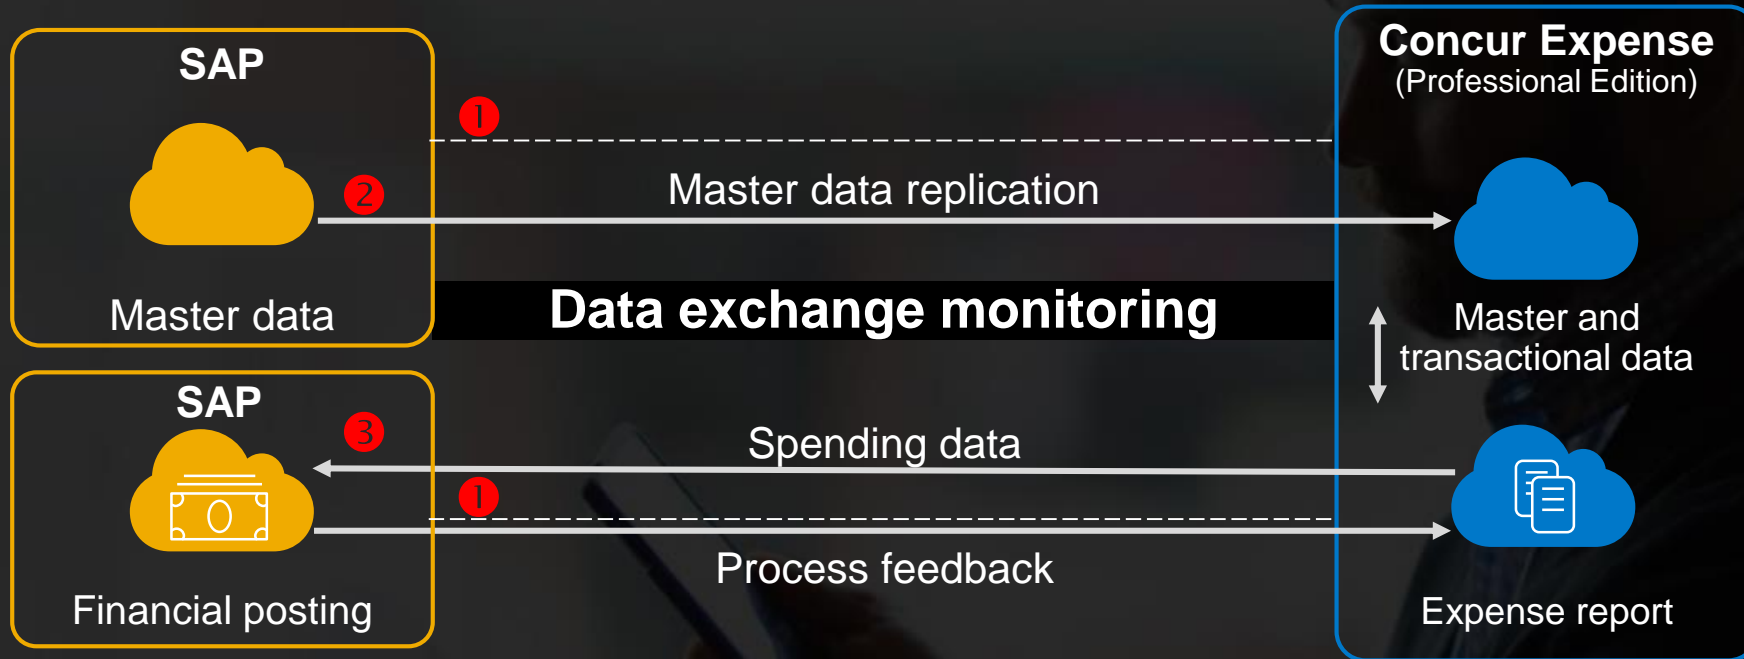 SAP
Concur Expense
(Professional Edition)
1
2
Master data replication
Master data
Data exchange monitoring
Master and
transactional data
SAP
3
Spending data
1
Process feedback
Financial posting
Expense report